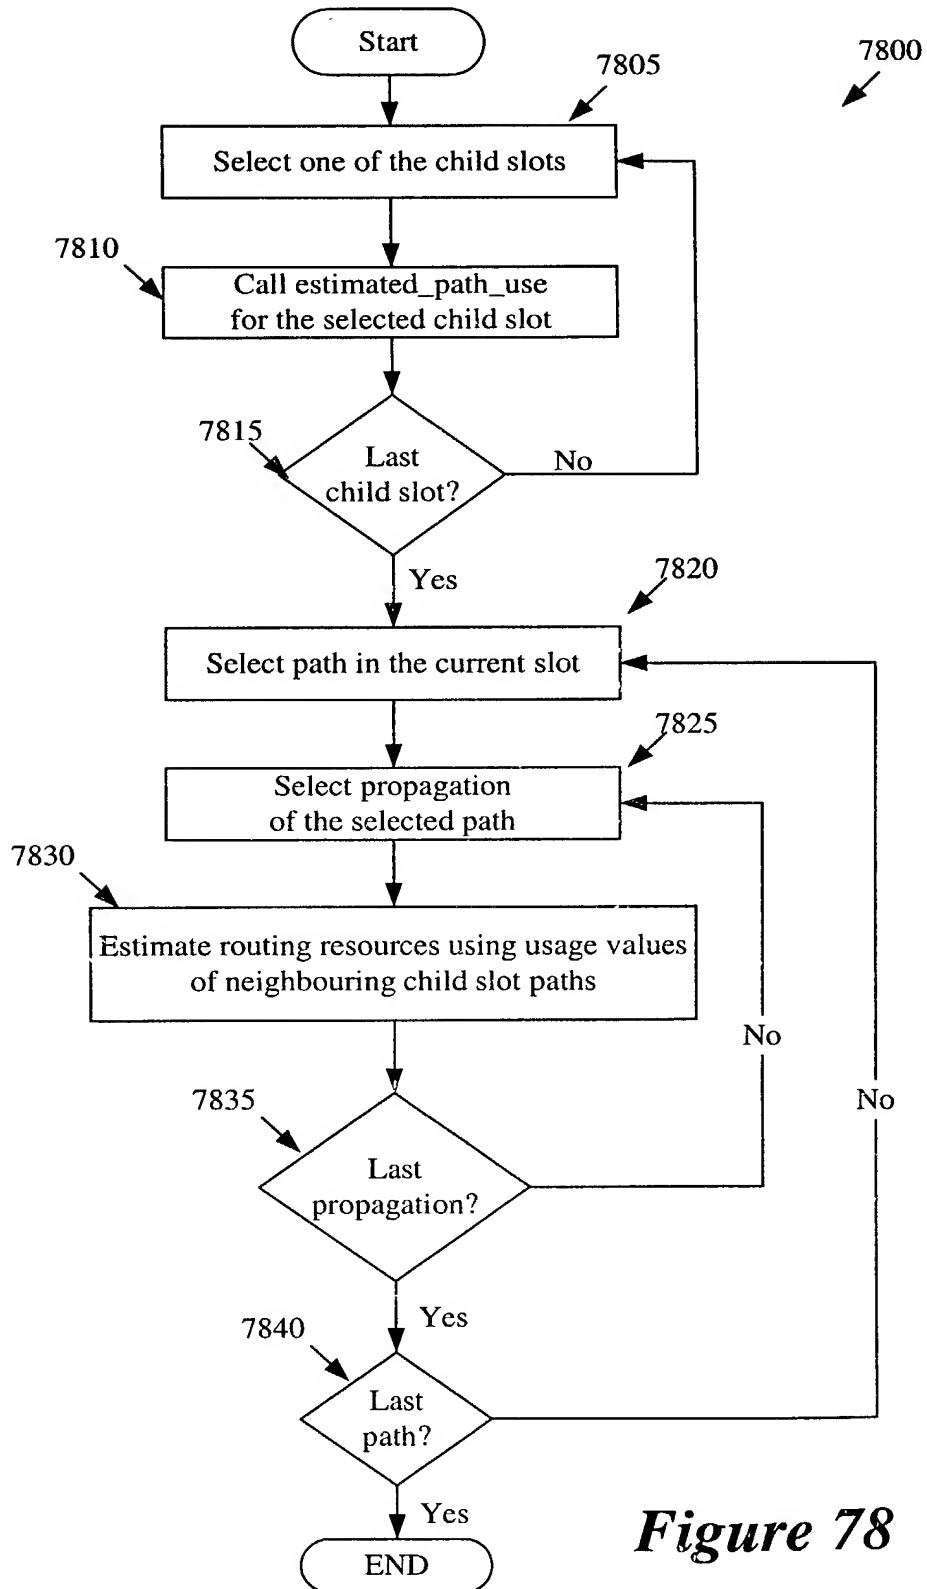 Start
7800
7805
Select one of the child slots
7810
Call estimated_path_use
for the selected child slot
7815
Last
child slot?
No
Yes
7820
Select path in the current slot
7825
Select propagation
of the selected path
7830
Estimate routing resources using usage values
of neighbouring child slot paths
No
No
7835
Last
propagation?
Yes
7840
Last
path?
Yes
END
Figure 78